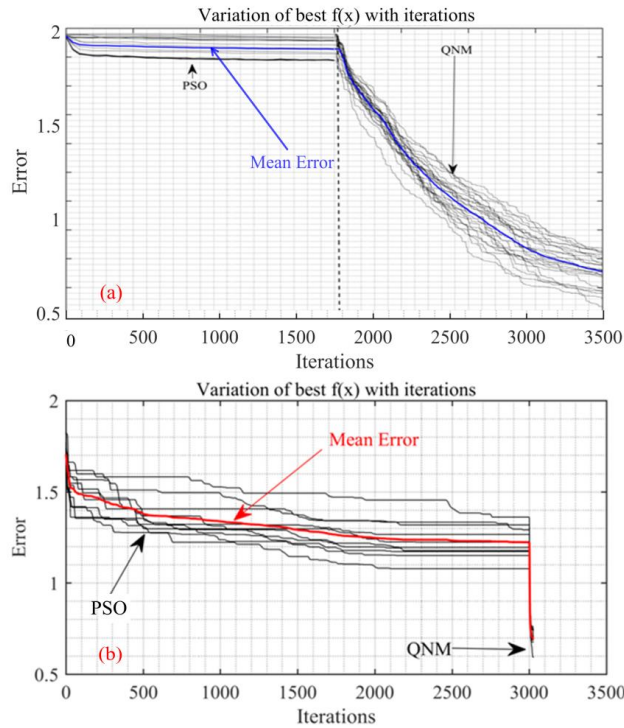 Variation of best f(x) with iterations
2
1.5
1
0.5
Error
PSO
Mean Error
QNM
(a)
0 500 1000 1500 2000 2500 3000 3500
Iterations
Variation of best f(x) with iterations
2
1.5
1
0.5
Error
Mean Error
PSO
QNM
(b)
0 500 1000 1500 2000 2500 3000 3500
Iterations